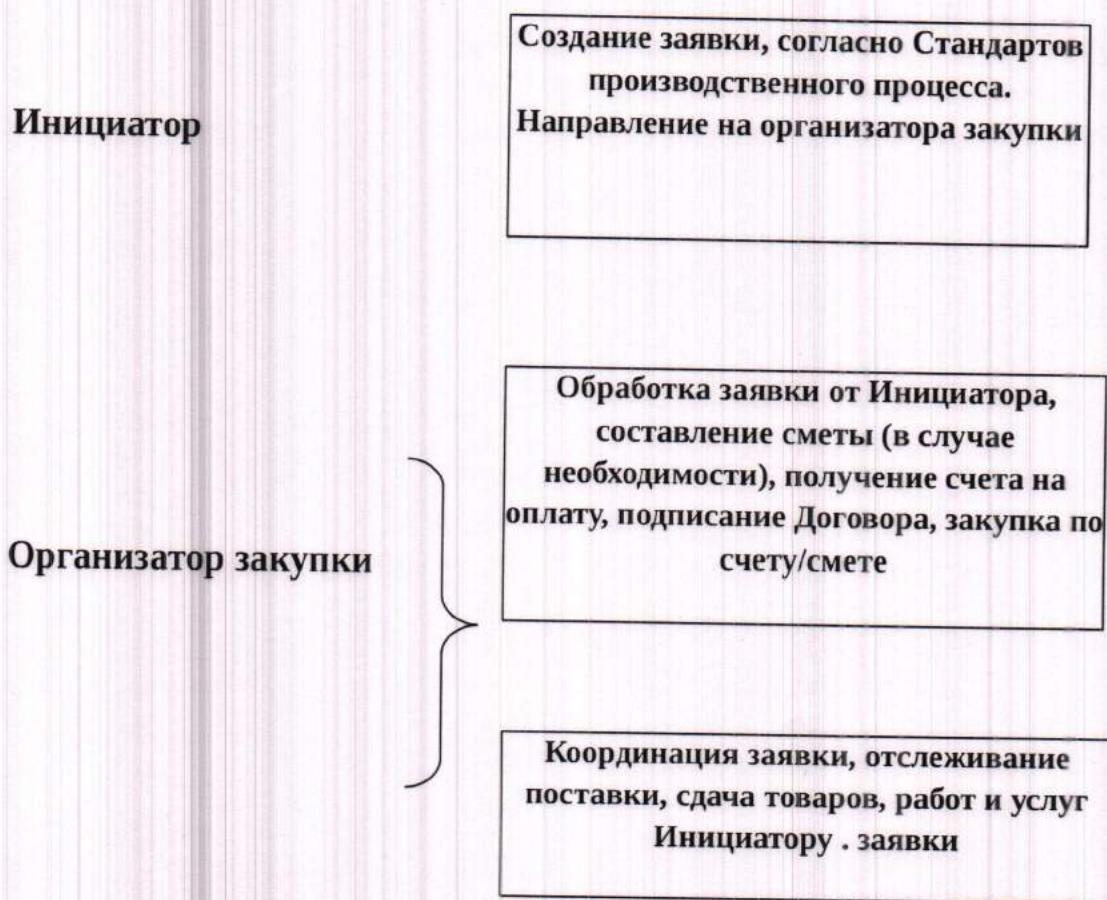 Инициатор
Создание заявки, согласно Стандартов
производственного процесса.
Направление на организатора закупки
Организатор закупки
Обработка заявки от Инициатора,
составление сметы (в случае
необходимости), получение счета на
оплату, подписание Договора, закупка по
счету/смете
Координация заявки, отслеживание
поставки, сдача товаров, работ и услуг
Инициатору . заявки